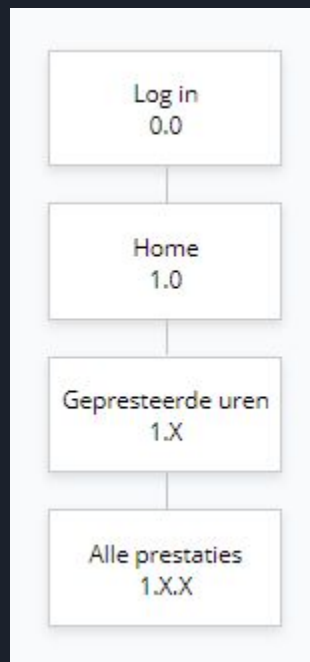 Log in
0.0
Home
1.0
Gepresteerde uren
1.X
Alle prestaties
1.X.X